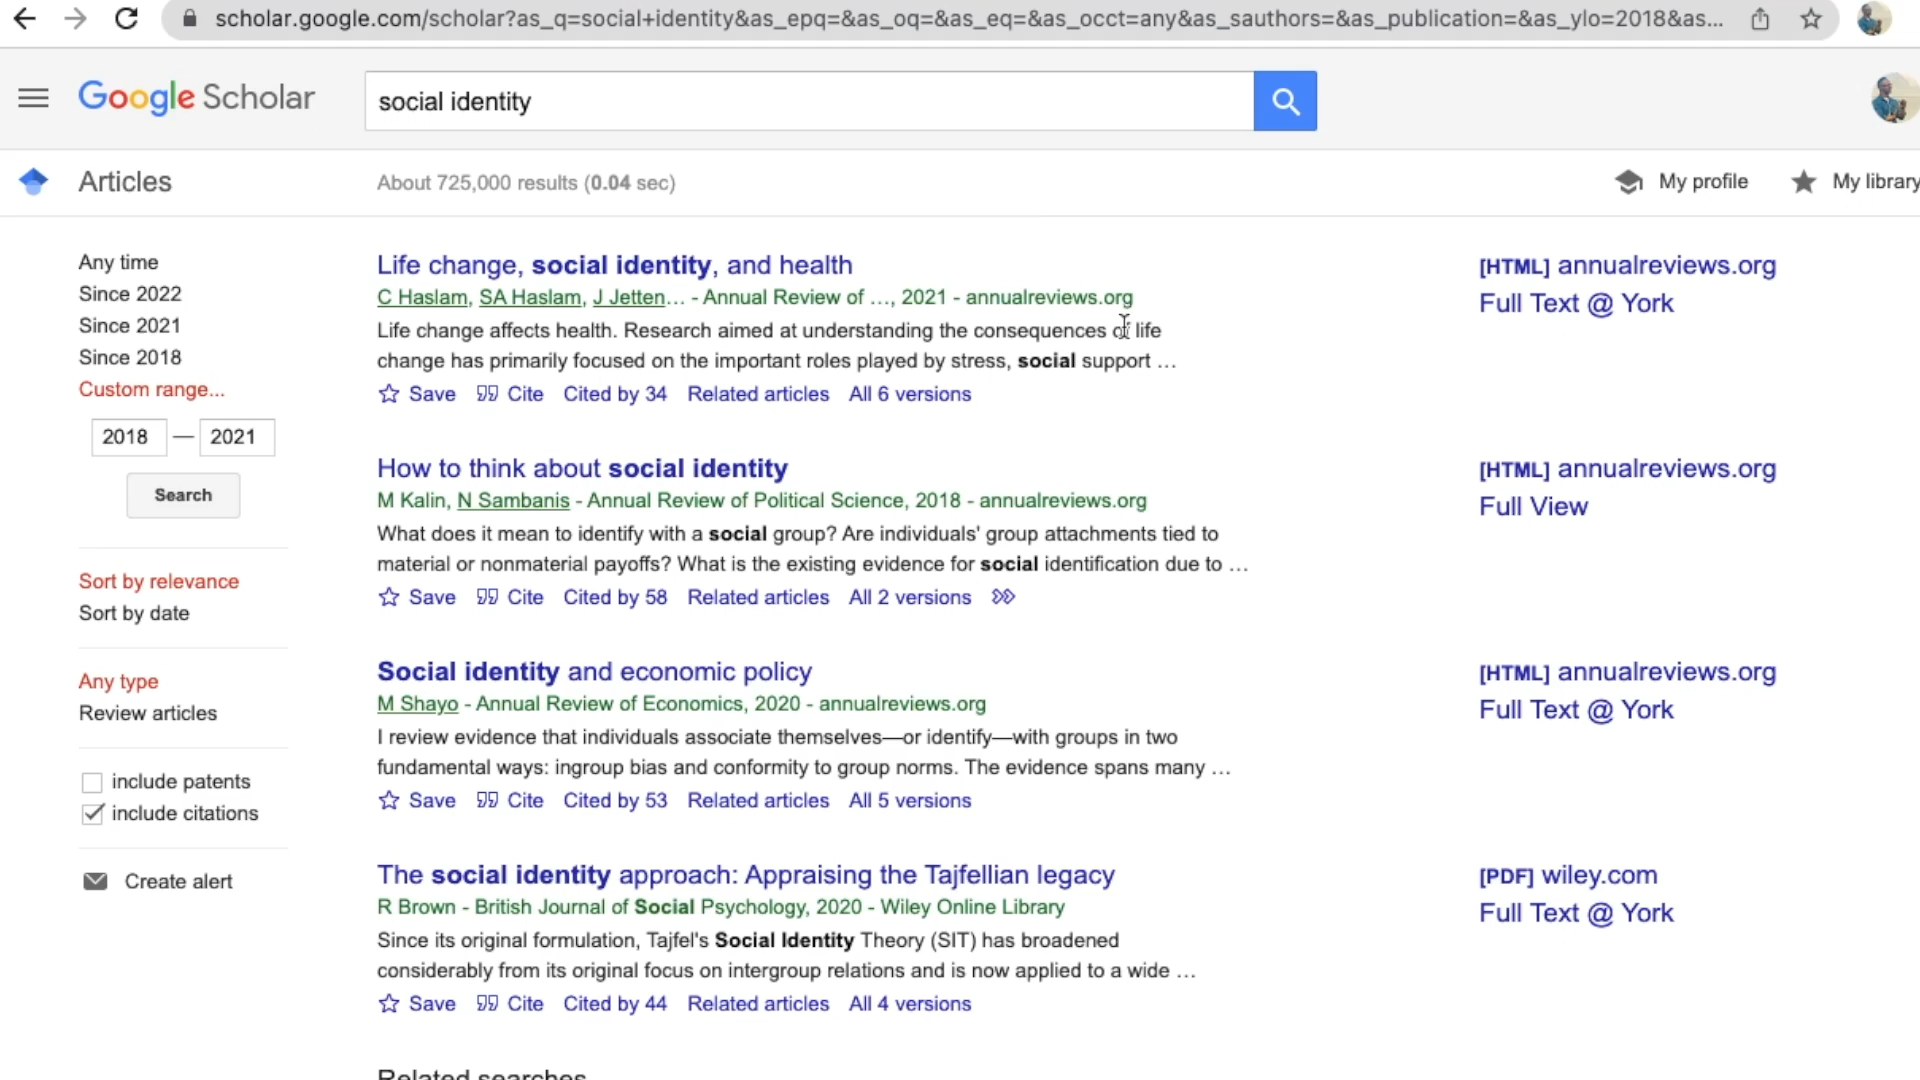 scholar.google.com/scholar?as_q=social+identity&as_epq=&as_oq=&as_eq=&as_occt=any&as_sauthors=&as_publication=&as_ylo=2018&as...
Google Scholar
social identity
Articles
About 725,000 results (0.04 sec)
My profile
My library
Any time
Since 2022
Since 2021
Since 2018
Custom range...
2018 — 2021
Search
Sort by relevance
Sort by date
Any type
Review articles
include patents
include citations
Create alert
Life change, social identity, and health
C Haslam, SA Haslam, J Jetten… - Annual Review of …, 2021 - annualreviews.org
Life change affects health. Research aimed at understanding the consequences of life
change has primarily focused on the important roles played by stress, social support …
Save Cite Cited by 34 Related articles All 6 versions
[HTML] annualreviews.org
Full Text @ York
How to think about social identity
M Kalin, N Sambanis - Annual Review of Political Science, 2018 - annualreviews.org
What does it mean to identify with a social group? Are individuals' group attachments tied to
material or nonmaterial payoffs? What is the existing evidence for social identification due to …
Save Cite Cited by 58 Related articles All 2 versions
[HTML] annualreviews.org
Full View
Social identity and economic policy
M Shayo - Annual Review of Economics, 2020 - annualreviews.org
I review evidence that individuals associate themselves—or identify—with groups in two
fundamental ways: ingroup bias and conformity to group norms. The evidence spans many …
Save Cite Cited by 53 Related articles All 5 versions
[HTML] annualreviews.org
Full Text @ York
The social identity approach: Appraising the Tajfellian legacy
R Brown - British Journal of Social Psychology, 2020 - Wiley Online Library
Since its original formulation, Tajfel's Social Identity Theory (SIT) has broadened
considerably from its original focus on intergroup relations and is now applied to a wide …
Save Cite Cited by 44 Related articles All 4 versions
[PDF] wiley.com
Full Text @ York
Related searches